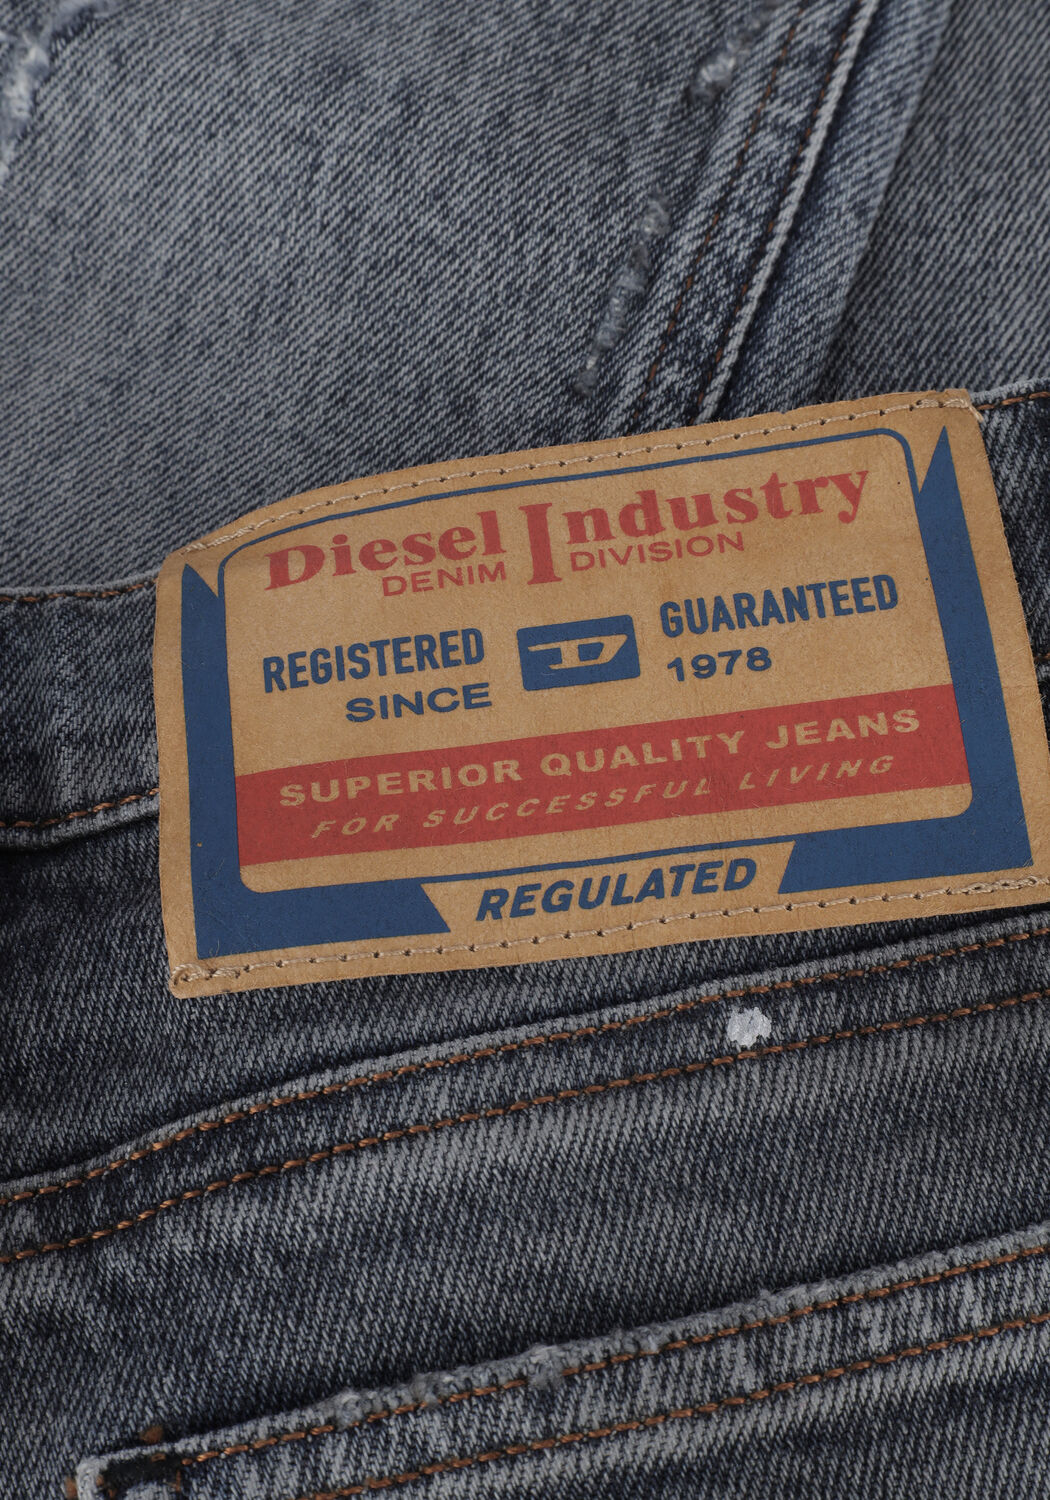 Diesel Industry
DENIM DIVISION
REGISTERED D GUARANTEED
SINCE 1978
SUPERIOR QUALITY JEANS
FOR SUCCESSFUL LIVING
REGULATED